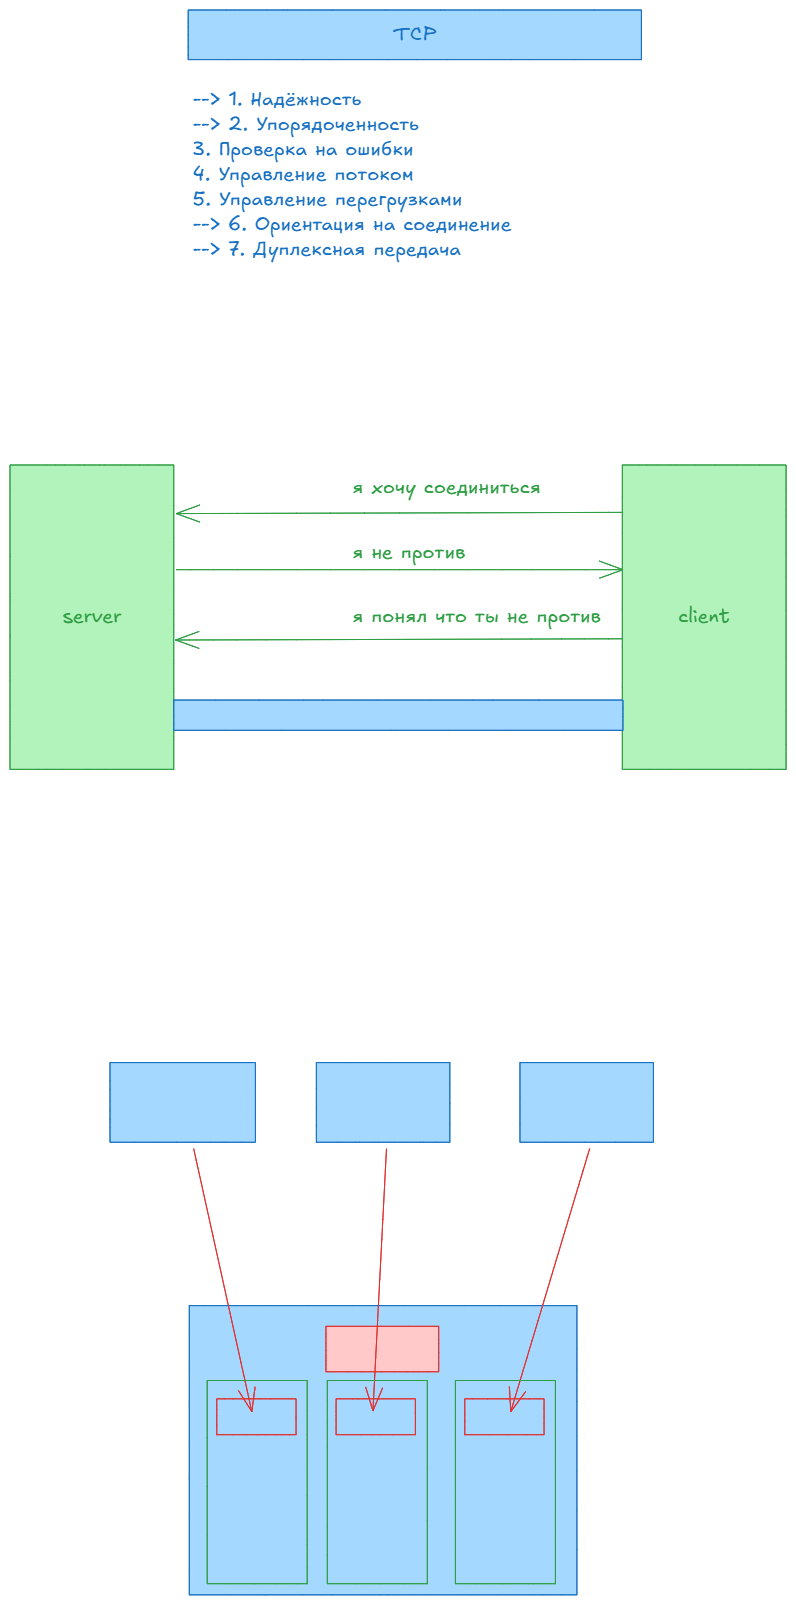 TCP
--> 1. Надёжность
--> 2. Упорядоченность
3. Проверка на ошибки
4. Управление потоком
5. Управление перегрузками
--> 6. Ориентация на соединение
--> 7. Дуплексная передача
я хочу соединиться
я не против
server
я понял что ты не против
client